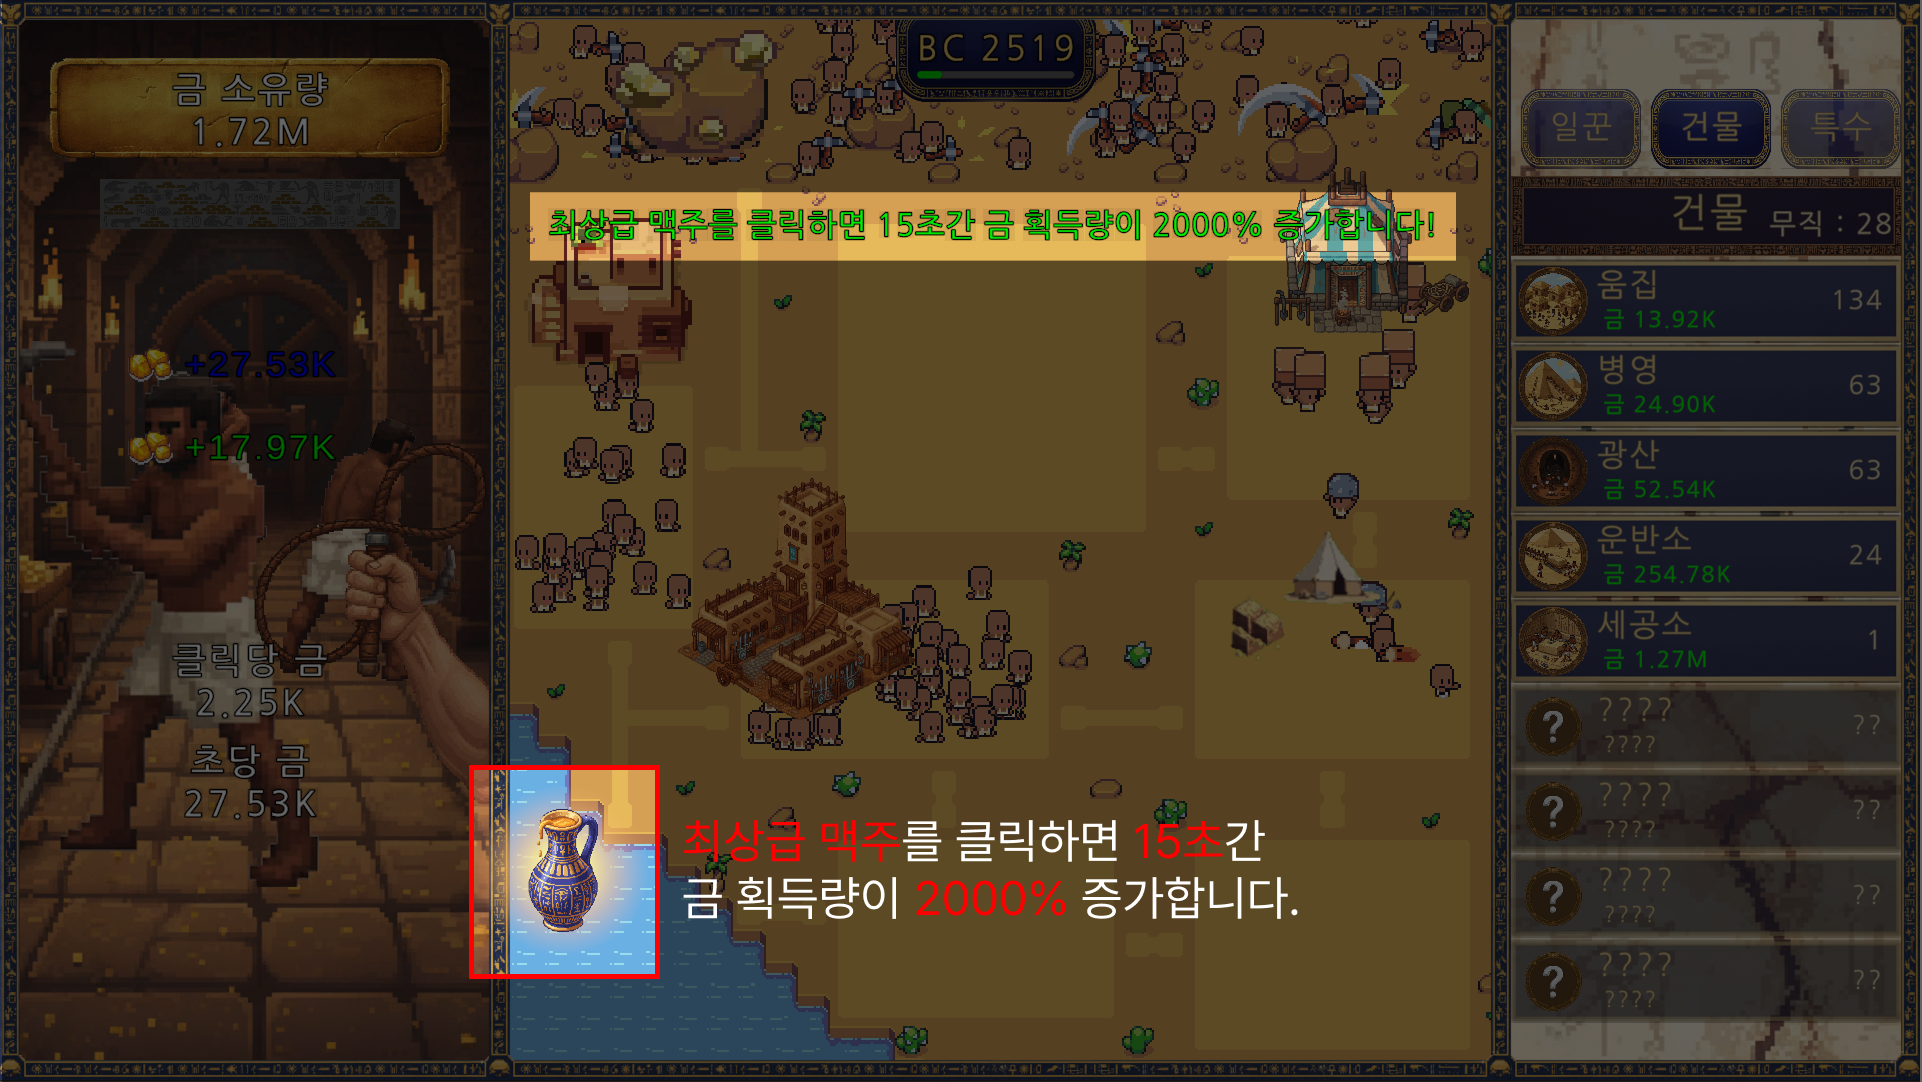 금 소유량
1.72M
+27.53K
+17.97K
클릭당 금
2.25K
초당 금
27.53K
BC 2519
최상급 맥주를 클릭하면 15초간 금 획득량이 2000% 증가합니다!
최상급 맥주를 클릭하면 15초간
금 획득량이 2000% 증가합니다.
일꾼 건물 특수
건물 무직 : 28
움집 134
금 13.92K
병영 63
금 24.90K
광산 63
금 52.54K
운반소 24
금 254.78K
세공소 1
금 1.27M
? ???? ??
????
? ???? ??
????
? ???? ??
????
? ???? ??
????